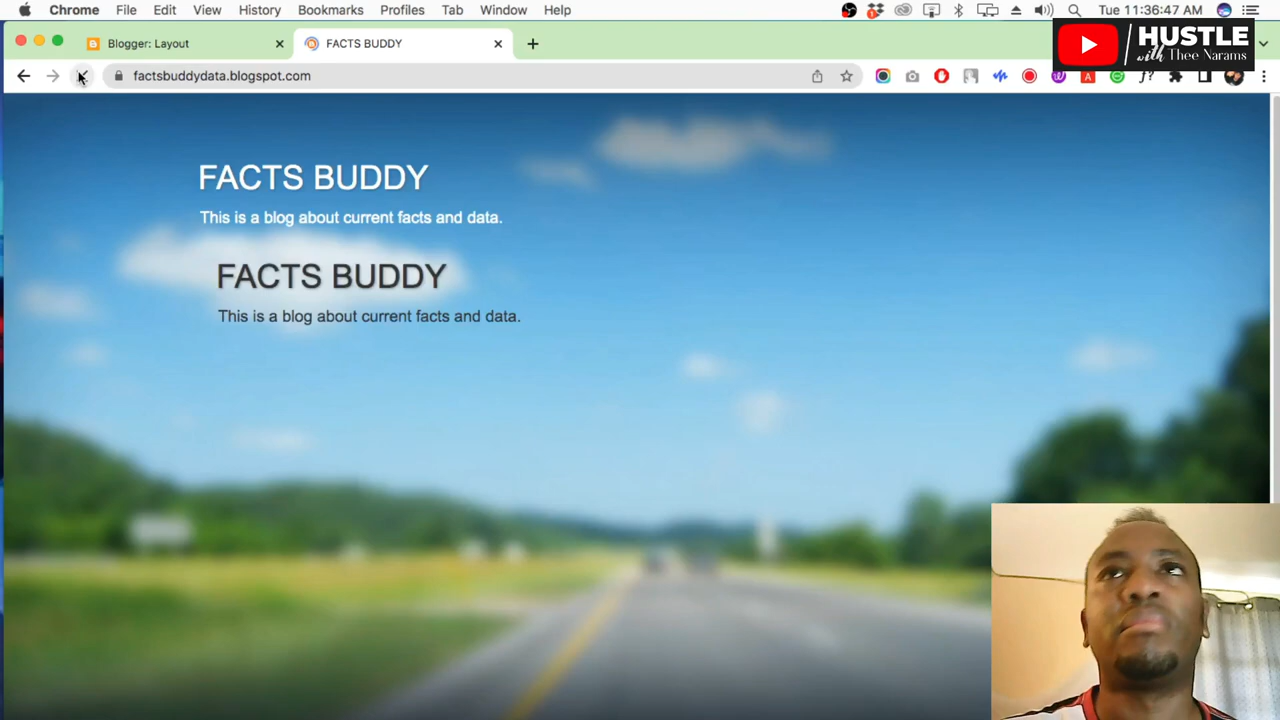 Chrome File Edit View History Bookmarks Profiles Tab Window Help Tue 11:36:47 AM
HUSTLE
with Thee Narams
Blogger: Layout
FACTS BUDDY
factsbuddydata.blogspot.com
FACTS BUDDY
This is a blog about current facts and data.
FACTS BUDDY
This is a blog about current facts and data.